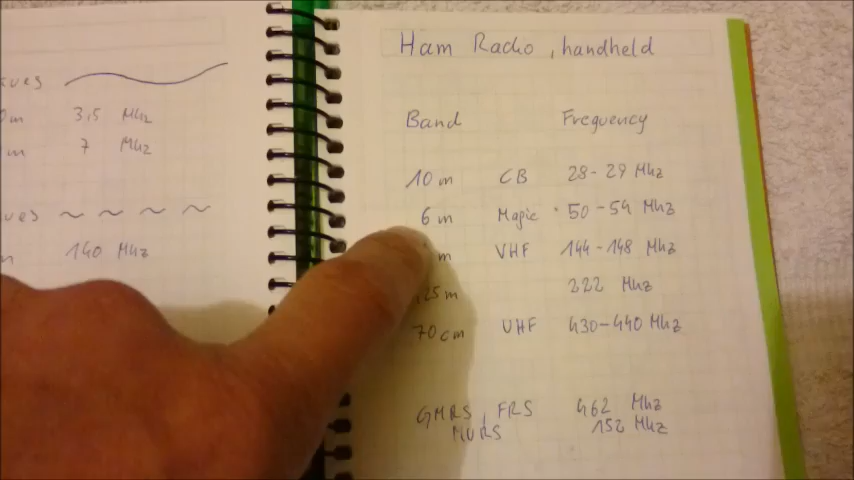 3,5 Mhz
7 Mhz
140 Mhz
Ham Radio, handheld
Band Frequency
10 m CB 28-29 Mhz
6 m Magic 50-54 Mhz
m VHF 144-148 Mhz
25 m 222 Mhz
70 cm UHF 430-440 Mhz
GMRS, FRS 462 Mhz
MURS 152 Mhz